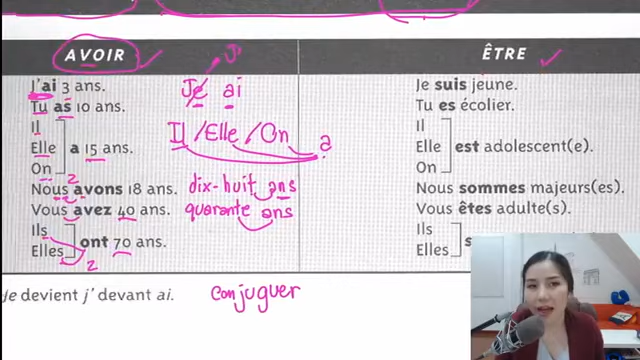 AVOIR
ÊTRE
J'ai 3 ans.
Je ai
J'
Je suis jeune.
Tu as 10 ans.
Tu es écolier.
Il
Elle
On
a 15 ans.
Il / Elle / On a
Il
Elle
On
est adolescent(e).
Nous avons 18 ans.
dix-huit ans
Nous sommes majeurs(es).
Vous avez 40 ans.
quarante ans
Vous êtes adulte(s).
Ils
Elles
ont 70 ans.
Ils
Elles
s
z
z
Je devient j' devant ai.
conjuguer